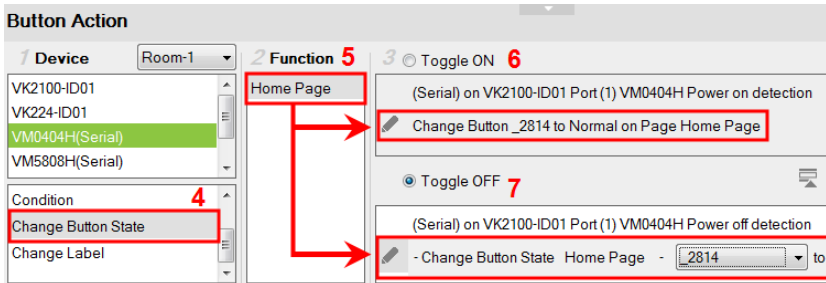 Button Action
1 Device Room-1
2 Function 5
3 Toggle ON 6
VK2100-ID01
VK224-ID01
VM0404H(Serial)
VM5808H(Serial)
Home Page
(Serial) on VK2100-ID01 Port (1) VM0404H Power on detection
Change Button _2814 to Normal on Page Home Page
Toggle OFF 7
Condition 4
Change Button State
Change Label
(Serial) on VK2100-ID01 Port (1) VM0404H Power off detection
- Change Button State Home Page - _2814 to